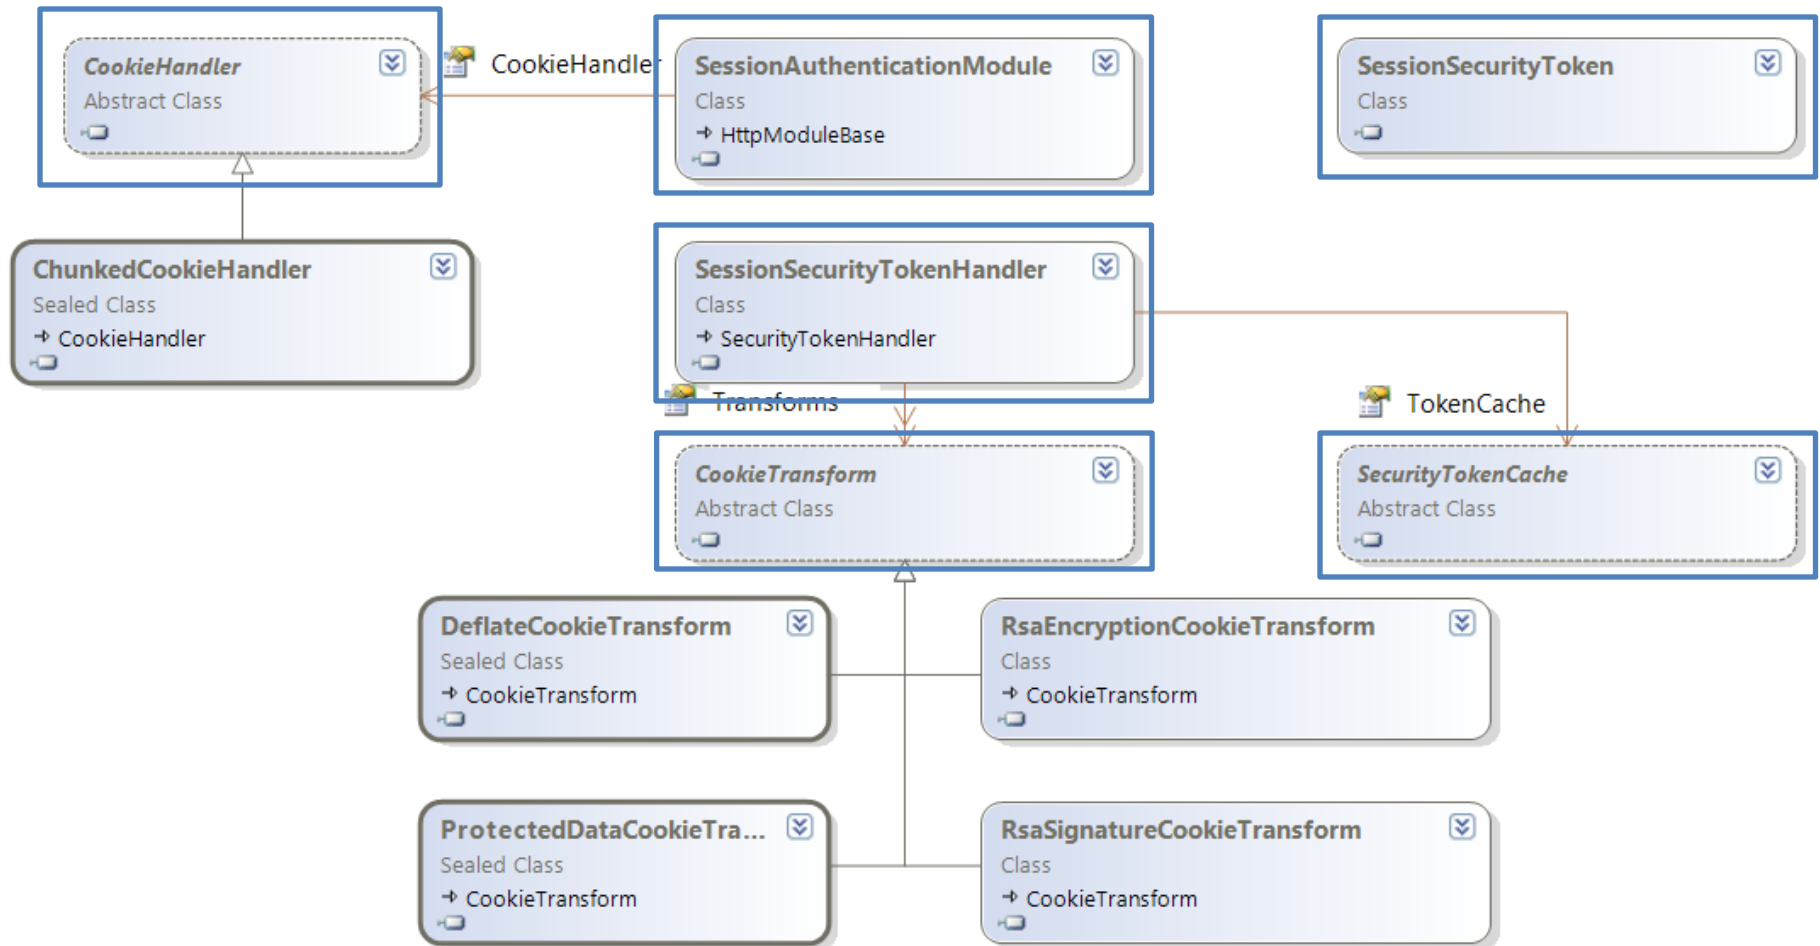 CookieHandler
Abstract Class
CookieHandler
SessionAuthenticationModule
Class
HttpModuleBase
SessionSecurityToken
Class
ChunkedCookieHandler
Sealed Class
CookieHandler
SessionSecurityTokenHandler
Class
SecurityTokenHandler
Transforms
TokenCache
CookieTransform
Abstract Class
SecurityTokenCache
Abstract Class
DeflateCookieTransform
Sealed Class
CookieTransform
RsaEncryptionCookieTransform
Class
CookieTransform
ProtectedDataCookieTra...
Sealed Class
CookieTransform
RsaSignatureCookieTransform
Class
CookieTransform